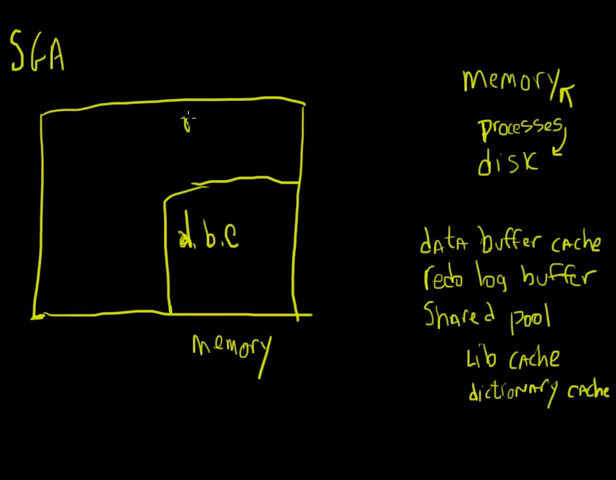 SGA
d.b.c
memory
memory
processes
disk
data buffer cache
redo log buffer
Shared pool
Lib cache
dictionary cache